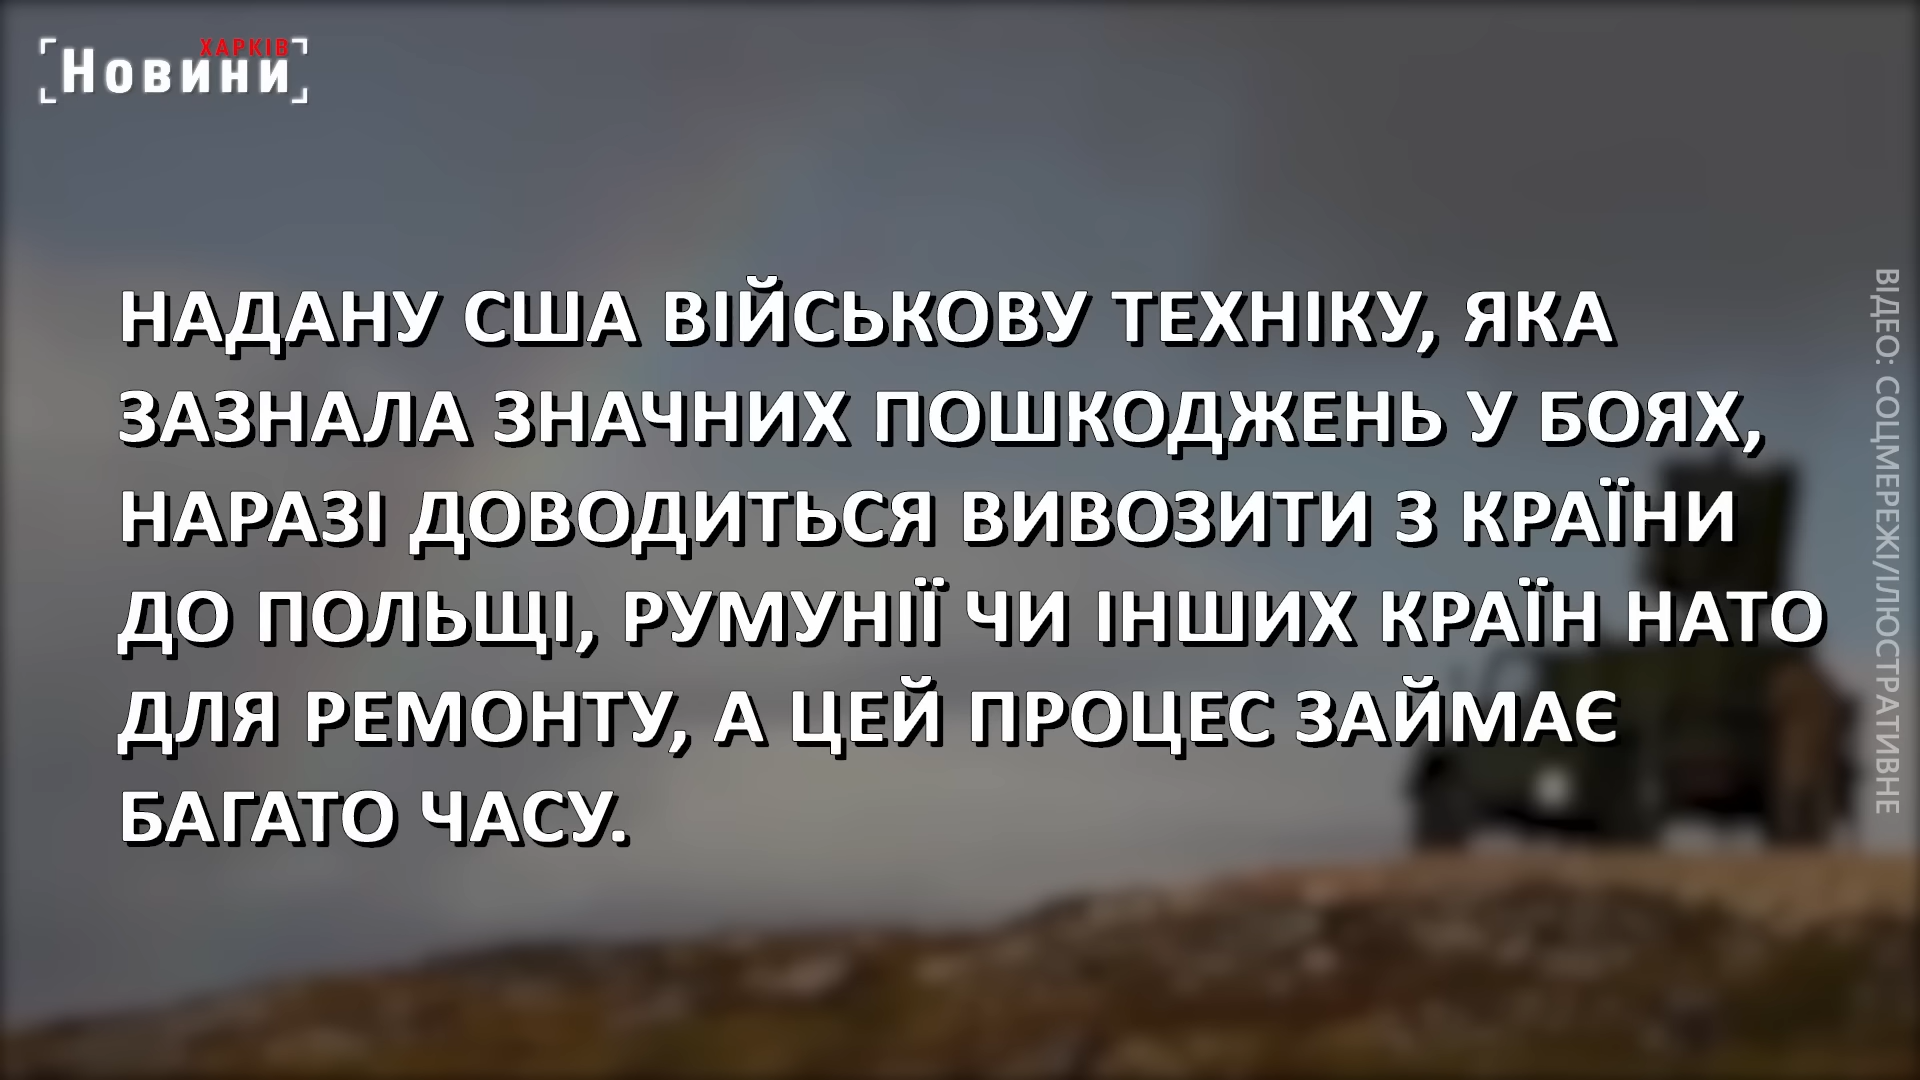 ХАРКІВ
Новини
НАДАНУ США ВІЙСЬКОВУ ТЕХНІКУ, ЯКА
ЗАЗНАЛА ЗНАЧНИХ ПОШКОДЖЕНЬ У БОЯХ,
НАРАЗІ ДОВОДИТЬСЯ ВИВОЗИТИ З КРАЇНИ
ДО ПОЛЬЩІ, РУМУНІЇ ЧИ ІНШИХ КРАЇН НАТО
ДЛЯ РЕМОНТУ, А ЦЕЙ ПРОЦЕС ЗАЙМАЄ
БАГАТО ЧАСУ.
ВІДЕО: СОЦМЕРЕЖІ/ІЛЮСТРАТИВНЕ